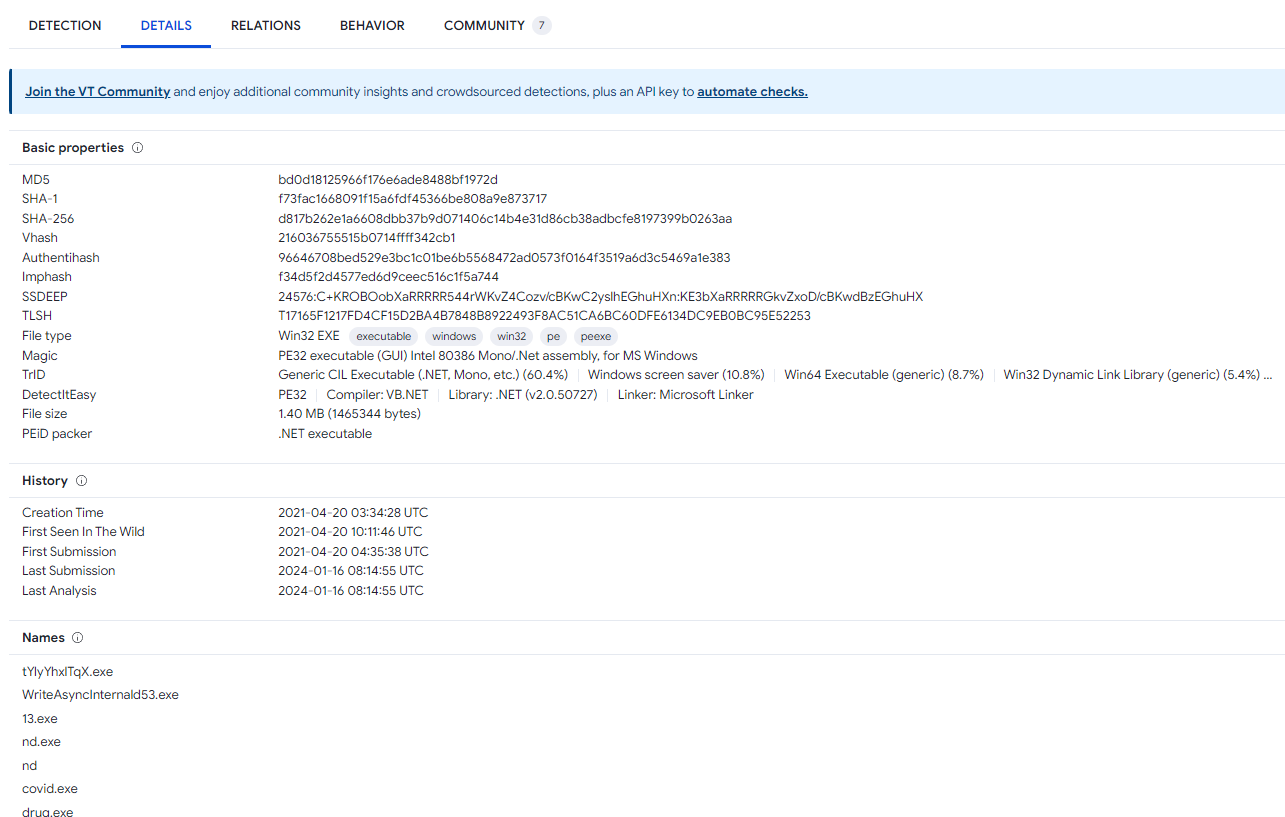 DETECTION DETAILS RELATIONS BEHAVIOR COMMUNITY 7
Join the VT Community and enjoy additional community insights and crowdsourced detections, plus an API key to automate checks.
Basic properties
MD5 bd0d18125966f176e6ade8488bf1972d
SHA-1 f73fac1668091f15a6fdf45366be808a9e873717
SHA-256 d817b262e1a6608dbb37b9d071406c14b4e31d86cb38adbcfe8197399b0263aa
Vhash 216036755515b0714ffff342cb1
Authentihash 96646708bed529e3bc1c01be6b5568472ad0573f0164f3519a6d3c5469a1e383
Imphash f34d5f2d4577ed6d9ceec516c1f5a744
SSDEEP 24576:C+KROBOobXaRRRRR544rWKvZ4Cozv/cBKwC2yslhEGhuHXn:KE3bXaRRRRRGkvZxoD/cBKwdBzEGhuHX
TLSH T17165F1217FD4CF15D2BA4B7848B8922493F8AC51CA6BC60DFE6134DC9EB0BC95E52253
File type Win32 EXE executable windows win32 pe peexe
Magic PE32 executable (GUI) Intel 80386 Mono/.Net assembly, for MS Windows
TrID Generic CIL Executable (.NET, Mono, etc.) (60.4%) Windows screen saver (10.8%) Win64 Executable (generic) (8.7%) Win32 Dynamic Link Library (generic) (5.4%) ...
DetectItEasy PE32 Compiler: VB.NET Library: .NET (v2.0.50727) Linker: Microsoft Linker
File size 1.40 MB (1465344 bytes)
PEiD packer .NET executable
History
Creation Time 2021-04-20 03:34:28 UTC
First Seen In The Wild 2021-04-20 10:11:46 UTC
First Submission 2021-04-20 04:35:38 UTC
Last Submission 2024-01-16 08:14:55 UTC
Last Analysis 2024-01-16 08:14:55 UTC
Names
tYlyYhxlTqX.exe
WriteAsyncInternald53.exe
13.exe
nd.exe
nd
covid.exe
drug.exe